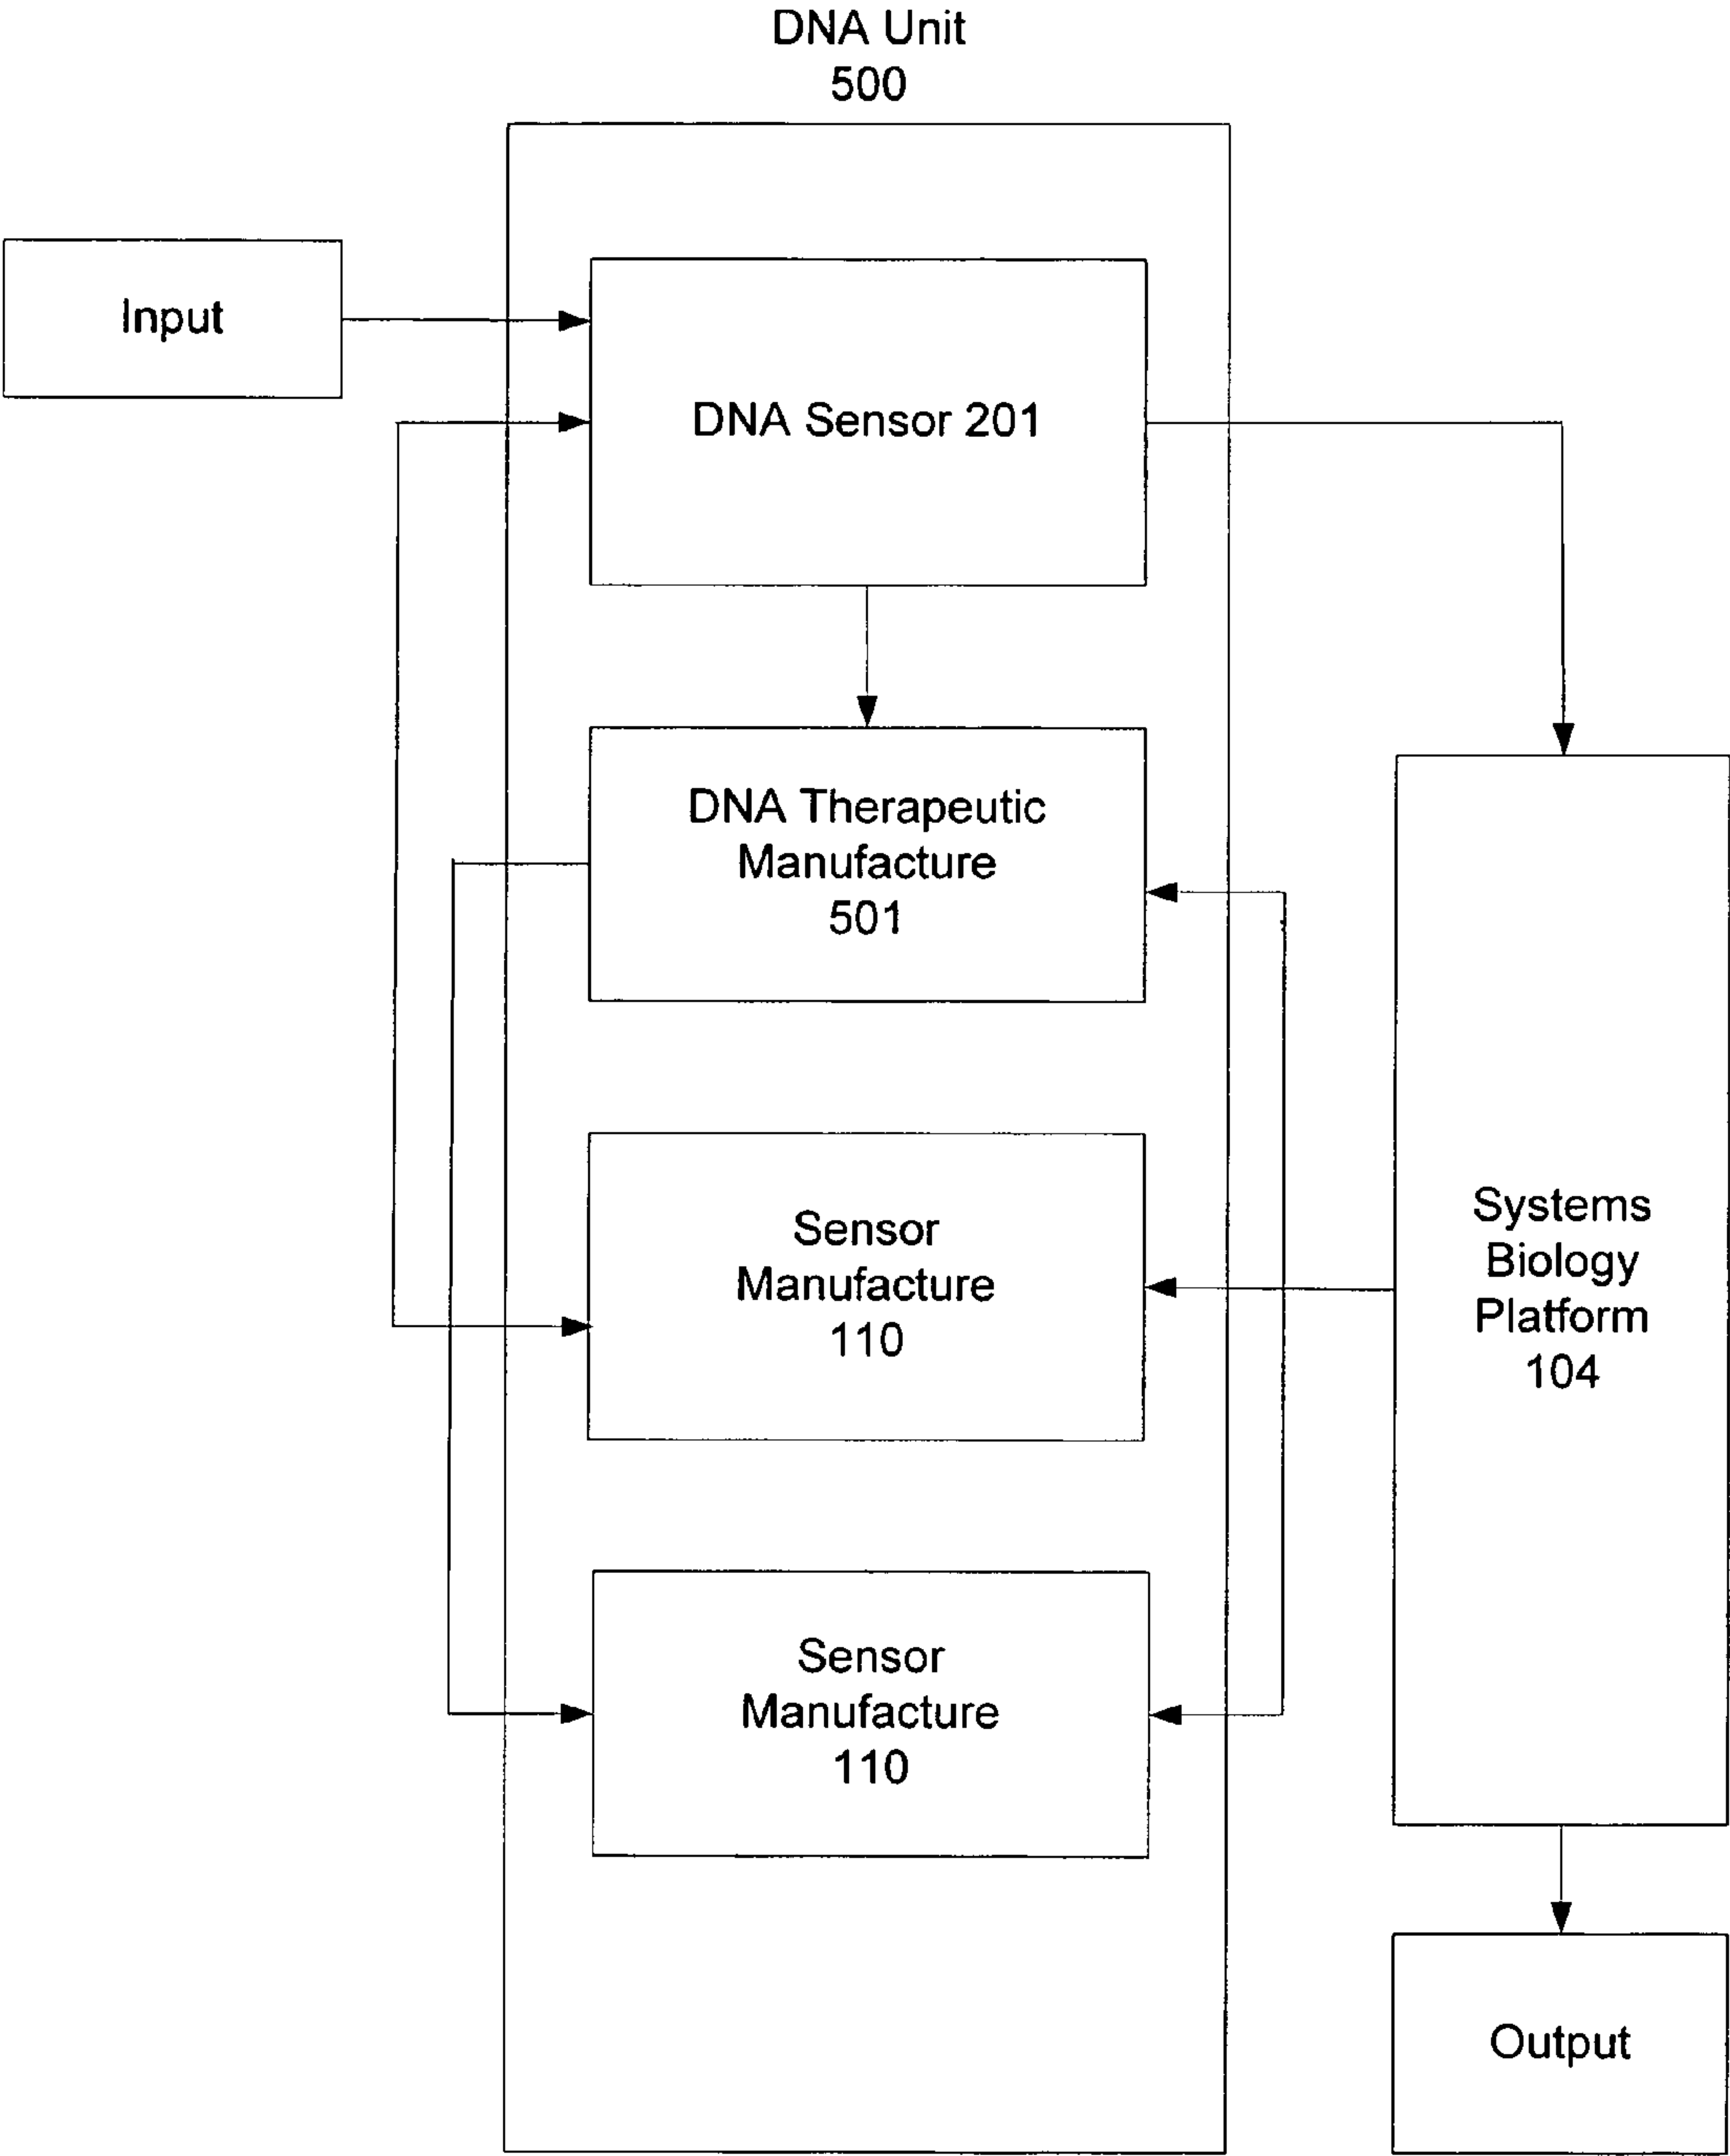 DNA Unit
500
Input
DNA Sensor 201
DNA Therapeutic
Manufacture
501
Sensor
Manufacture
110
Systems
Biology
Platform
104
Sensor
Manufacture
110
Output